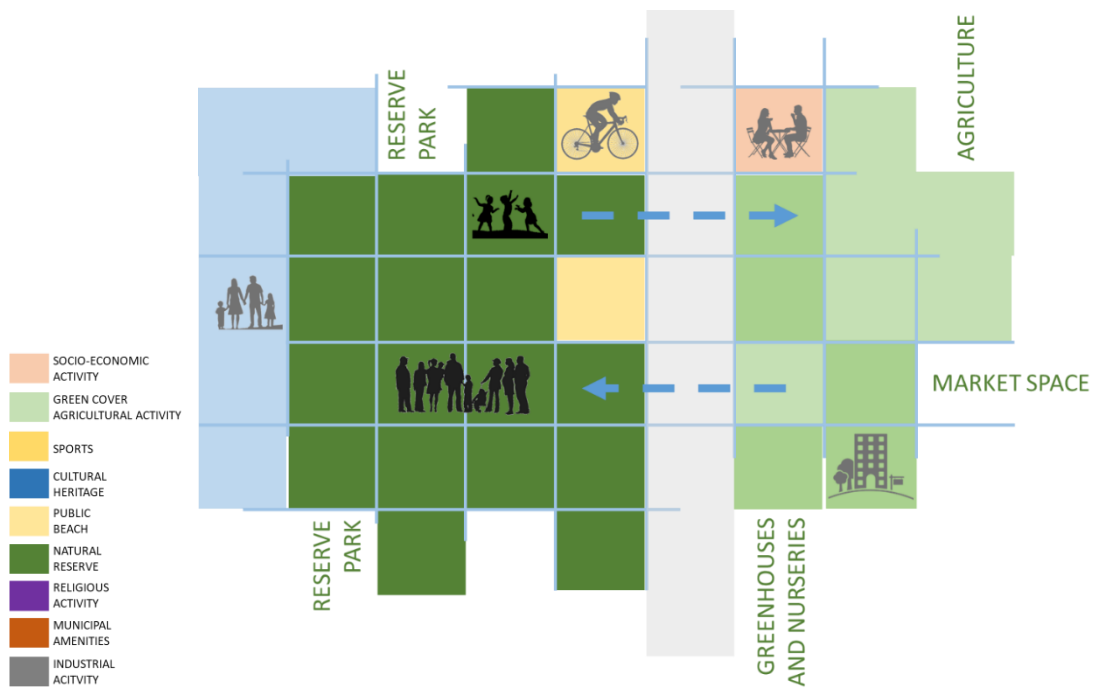 RESERVE
PARK
AGRICULTURE
SOCIO-ECONOMIC
ACTIVITY
GREEN COVER
AGRICULTURAL ACTIVITY
SPORTS
CULTURAL
HERITAGE
PUBLIC
BEACH
NATURAL
RESERVE
RELIGIOUS
ACTIVITY
MUNICIPAL
AMENITIES
INDUSTRIAL
ACITVITY
MARKET SPACE
RESERVE
PARK
GREENHOUSES
AND NURSERIES